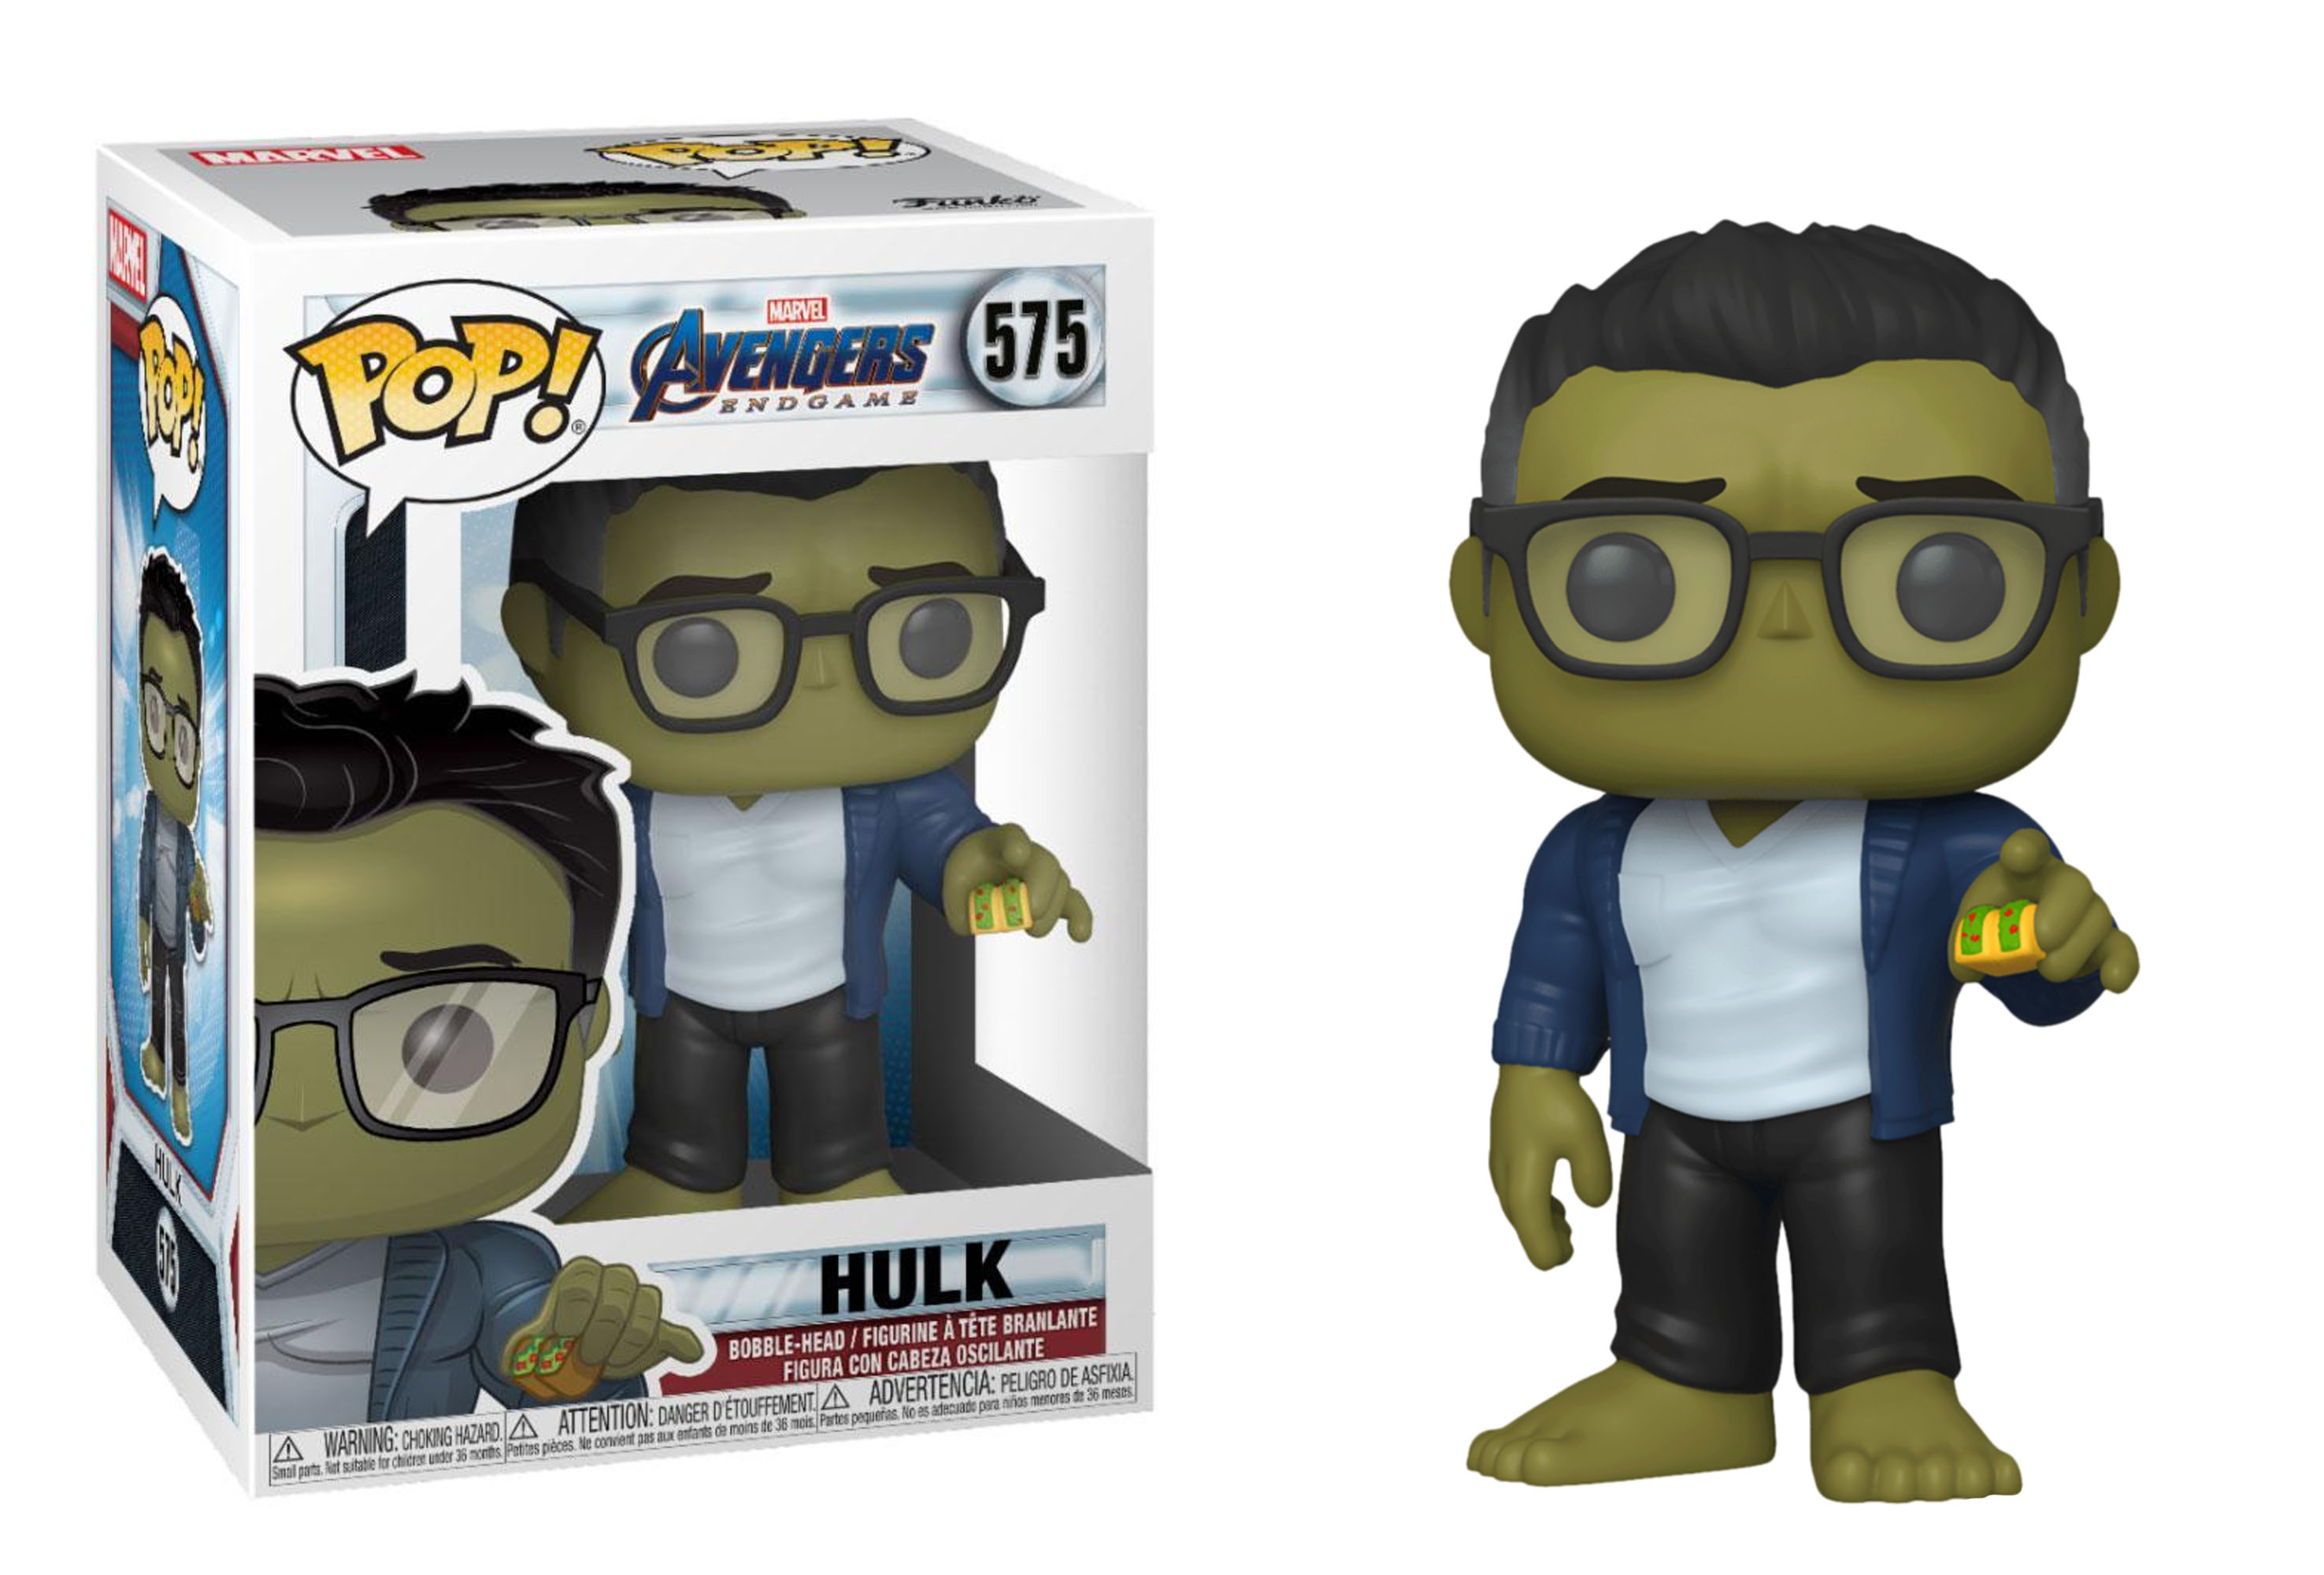 MARVEL
POP!
Funko
MARVEL
POP!
HULK
575
POP!®
MARVEL
AVENGERS
ENDGAME
575
HULK
BOBBLE-HEAD / FIGURINE À TÊTE BRANLANTE
FIGURA CON CABEZA OSCILANTE
WARNING: CHOKING HAZARD.
Small parts. Not suitable for children under 36 months.
ATTENTION: DANGER D'ÉTOUFFEMENT.
Petites pièces. Ne convient pas aux enfants de moins de 36 mois.
ADVERTENCIA: PELIGRO DE ASFIXIA.
Partes pequeñas. No es adecuado para niños menores de 36 meses.